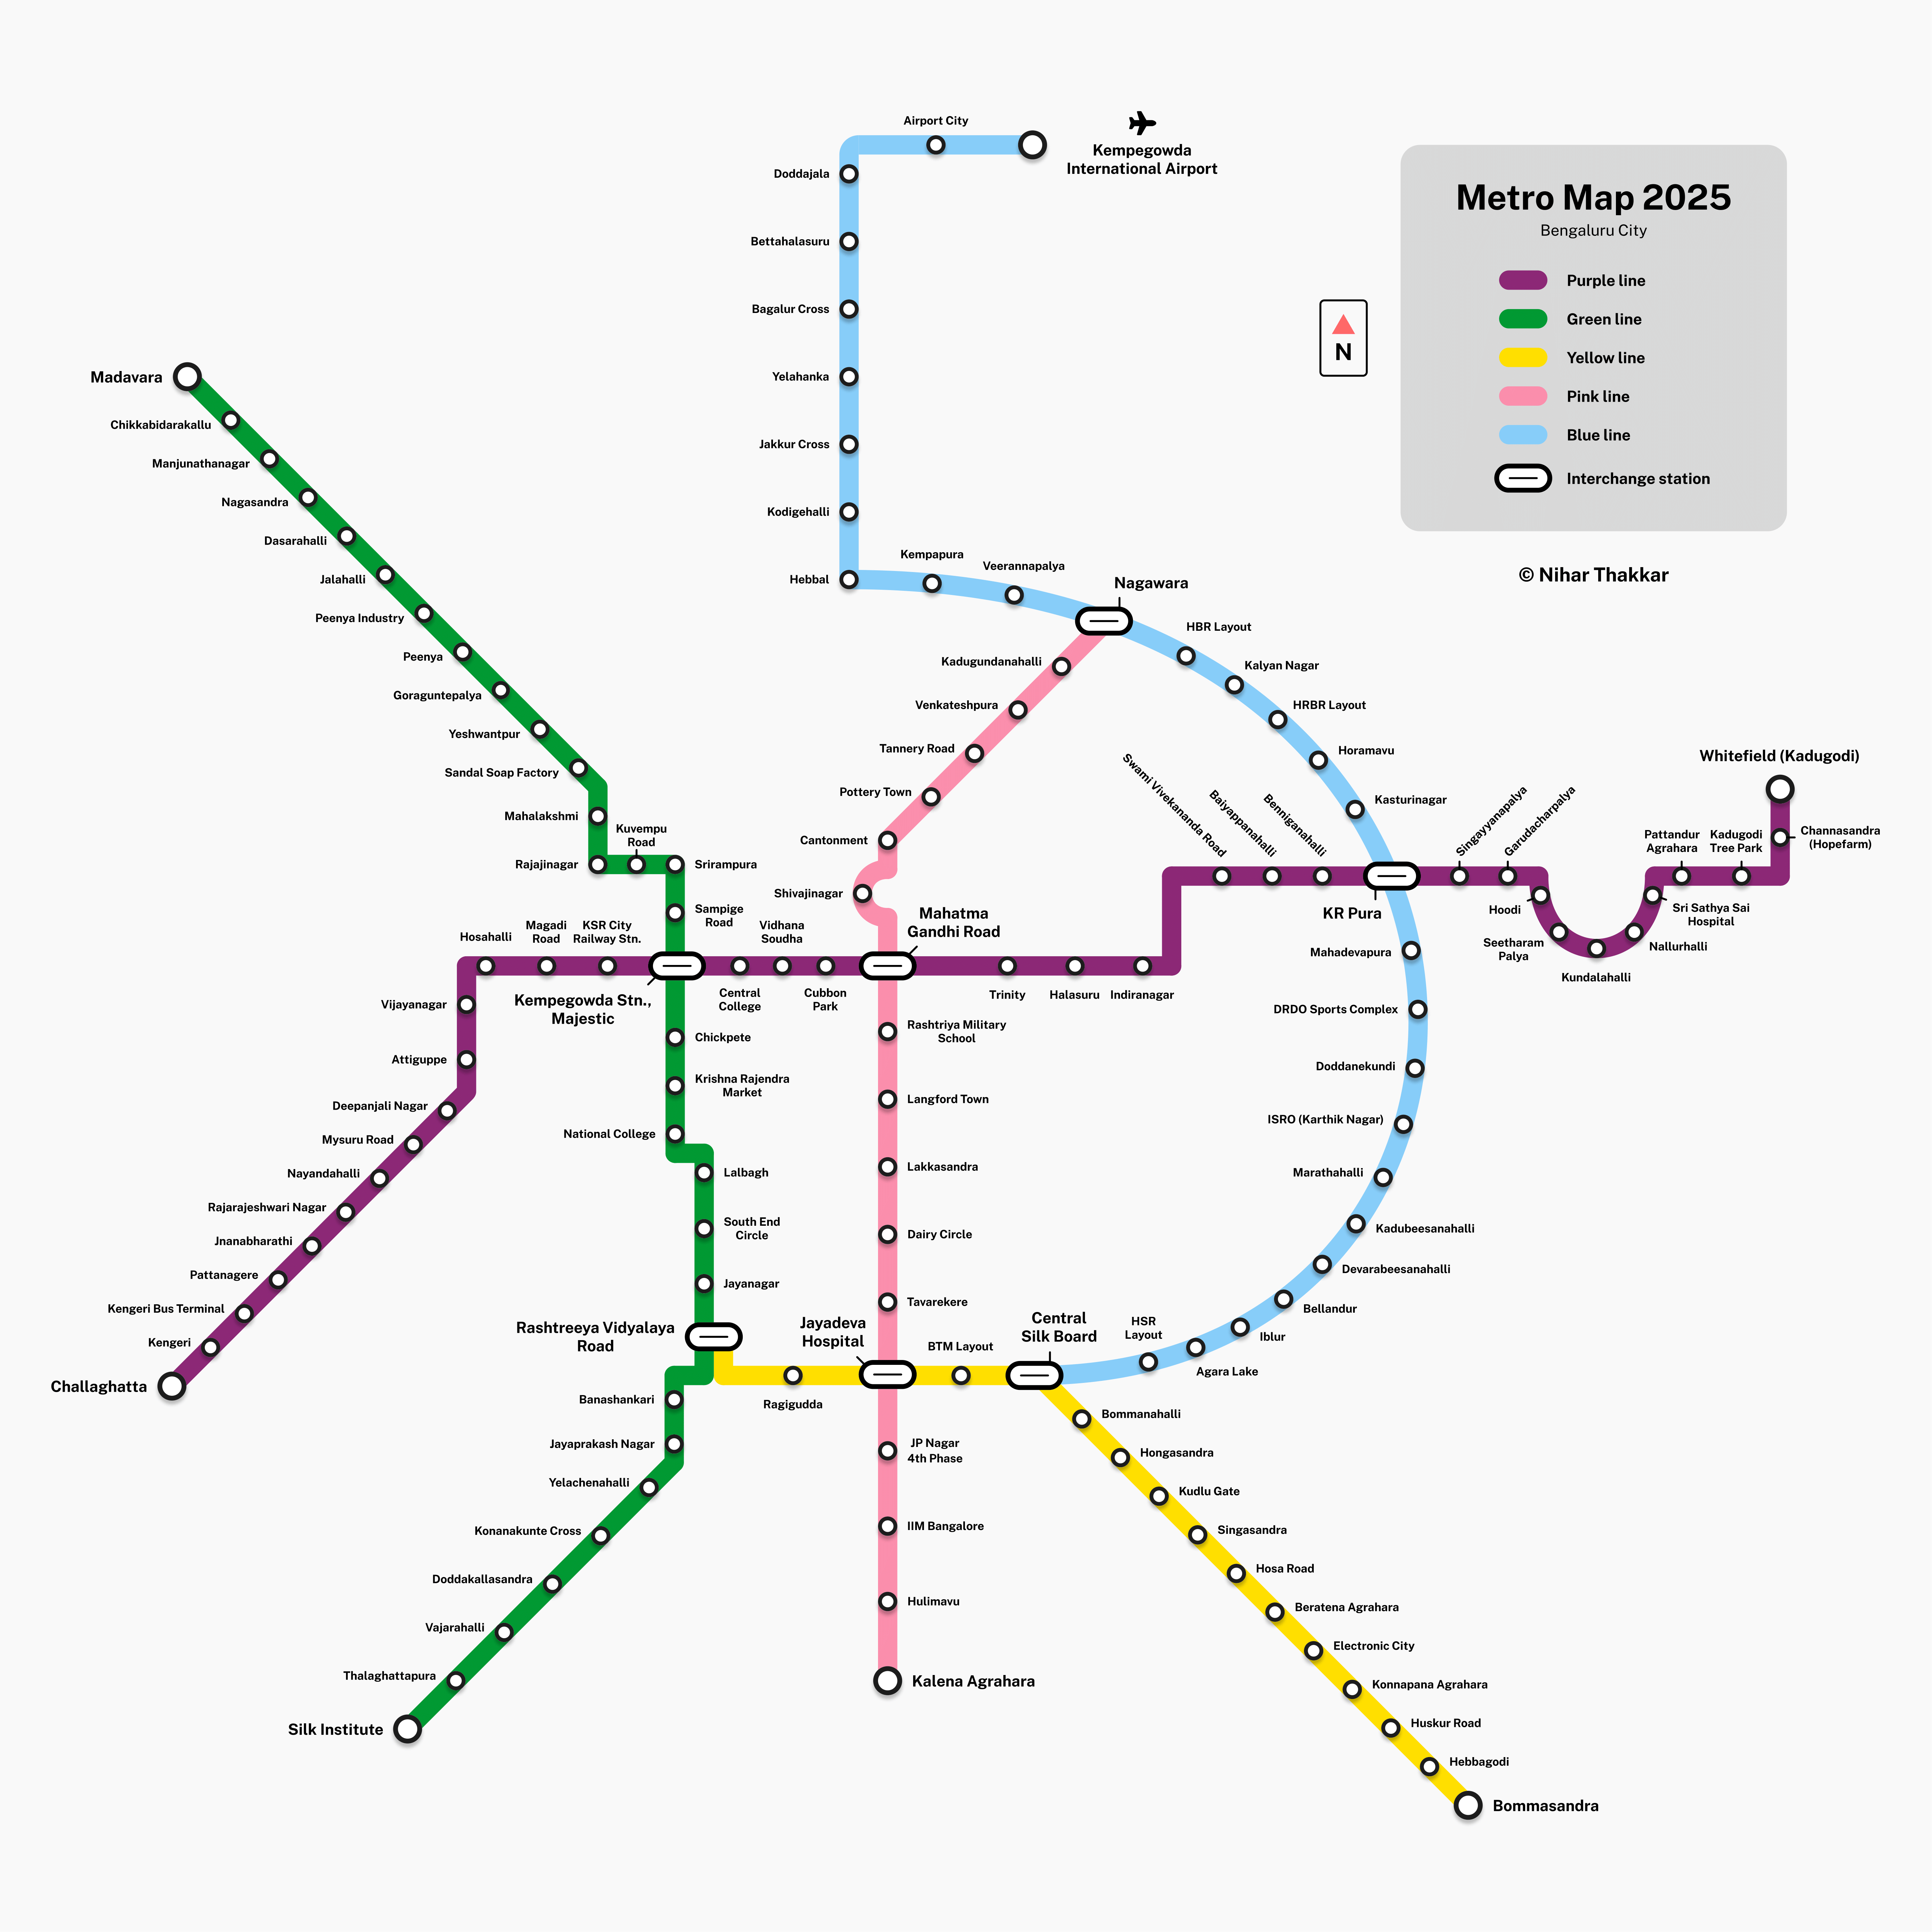 Metro Map 2025
Bengaluru City
Purple line
Green line
Yellow line
Pink line
Blue line
Interchange station
N
© Nihar Thakkar
Airport City
Kempegowda
International Airport
Doddajala
Bettahalasuru
Bagalur Cross
Yelahanka
Jakkur Cross
Kodigehalli
Hebbal
Kempapura
Veerannapalya
Nagawara
HBR Layout
Kalyan Nagar
HRBR Layout
Horamavu
Kasturinagar
KR Pura
Mahadevapura
DRDO Sports Complex
Doddanekundi
ISRO (Karthik Nagar)
Marathahalli
Kadubeesanahalli
Devarabeesanahalli
Bellandur
Iblur
Agara Lake
HSR
Layout
Central
Silk Board
Madavara
Chikkabidarakallu
Manjunathanagar
Nagasandra
Dasarahalli
Jalahalli
Peenya Industry
Peenya
Goraguntepalya
Yeshwantpur
Sandal Soap Factory
Mahalakshmi
Rajajinagar
Kuvempu
Road
Srirampura
Sampige
Road
Kempegowda Stn.,
Majestic
Chickpete
Krishna Rajendra
Market
National College
Lalbagh
South End
Circle
Jayanagar
Rashtreeya Vidyalaya
Road
Banashankari
Jayaprakash Nagar
Yelachenahalli
Konanakunte Cross
Doddakallasandra
Vajarahalli
Thalaghattapura
Silk Institute
Kadugundanahalli
Venkateshpura
Tannery Road
Pottery Town
Cantonment
Shivajinagar
Mahatma
Gandhi Road
Rashtriya Military
School
Langford Town
Lakkasandra
Dairy Circle
Tavarekere
Jayadeva
Hospital
JP Nagar
4th Phase
IIM Bangalore
Hulimavu
Kalena Agrahara
Whitefield (Kadugodi)
Channasandra
(Hopefarm)
Kadugodi
Tree Park
Pattandur
Agrahara
Sri Sathya Sai
Hospital
Nallurhalli
Kundalahalli
Seetharam
Palya
Hoodi
Garudacharpalya
Singayyanapalya
Benniganahalli
Baiyappanahalli
Swami Vivekananda Road
Indiranagar
Halasuru
Trinity
Cubbon
Park
Vidhana
Soudha
Central
College
KSR City
Railway Stn.
Magadi
Road
Hosahalli
Vijayanagar
Attiguppe
Deepanjali Nagar
Mysuru Road
Nayandahalli
Rajarajeshwari Nagar
Jnanabharathi
Pattanagere
Kengeri Bus Terminal
Kengeri
Challaghatta
Ragigudda
BTM Layout
Bommanahalli
Hongasandra
Kudlu Gate
Singasandra
Hosa Road
Beratena Agrahara
Electronic City
Konnapana Agrahara
Huskur Road
Hebbagodi
Bommasandra